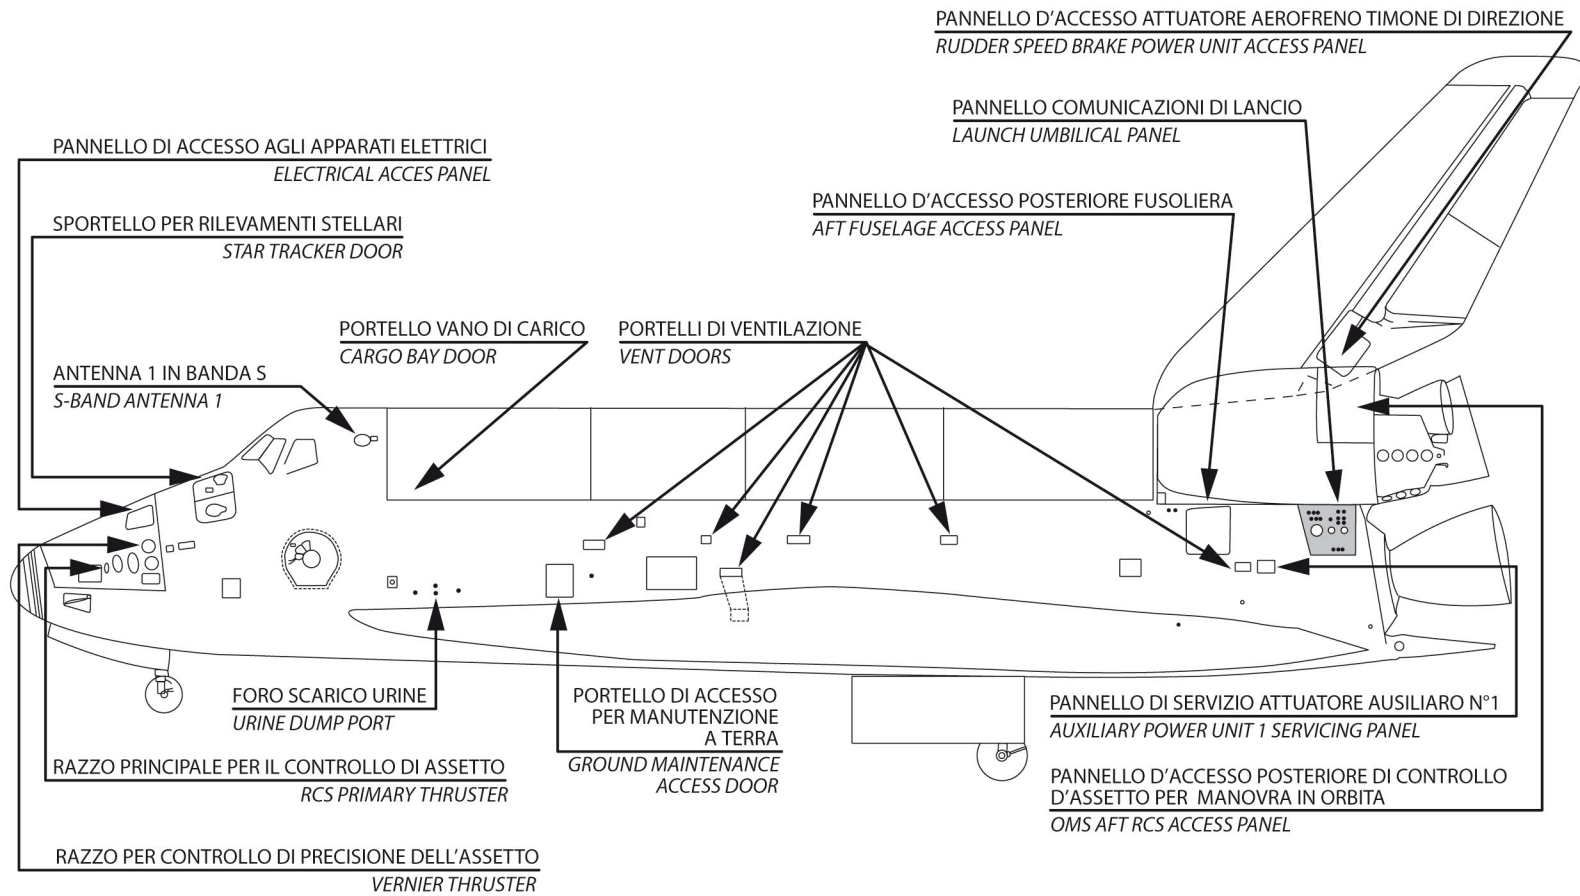 PANNELLO D'ACCESSO ATTUATORE AEROFRENO TIMONE DI DIREZIONE
RUDDER SPEED BRAKE POWER UNIT ACCESS PANEL
PANNELLO COMUNICAZIONI DI LANCIO
LAUNCH UMBILICAL PANEL
PANNELLO DI ACCESSO AGLI APPARATI ELETTRICI
ELECTRICAL ACCES PANEL
PANNELLO D'ACCESSO POSTERIORE FUSOLIERA
AFT FUSELAGE ACCESS PANEL
SPORTELLO PER RILEVAMENTI STELLARI
STAR TRACKER DOOR
PORTELLO VANO DI CARICO
CARGO BAY DOOR
PORTELLI DI VENTILAZIONE
VENT DOORS
ANTENNA 1 IN BANDA S
S-BAND ANTENNA 1
FORO SCARICO URINE
URINE DUMP PORT
PORTELLO DI ACCESSO
PER MANUTENZIONE
A TERRA
GROUND MAINTENANCE
ACCESS DOOR
PANNELLO DI SERVIZIO ATTUATORE AUSILIARO N°1
AUXILIARY POWER UNIT 1 SERVICING PANEL
RAZZO PRINCIPALE PER IL CONTROLLO DI ASSETTO
RCS PRIMARY THRUSTER
PANNELLO D'ACCESSO POSTERIORE DI CONTROLLO
D'ASSETTO PER MANOVRA IN ORBITA
OMS AFT RCS ACCESS PANEL
RAZZO PER CONTROLLO DI PRECISIONE DELL'ASSETTO
VERNIER THRUSTER